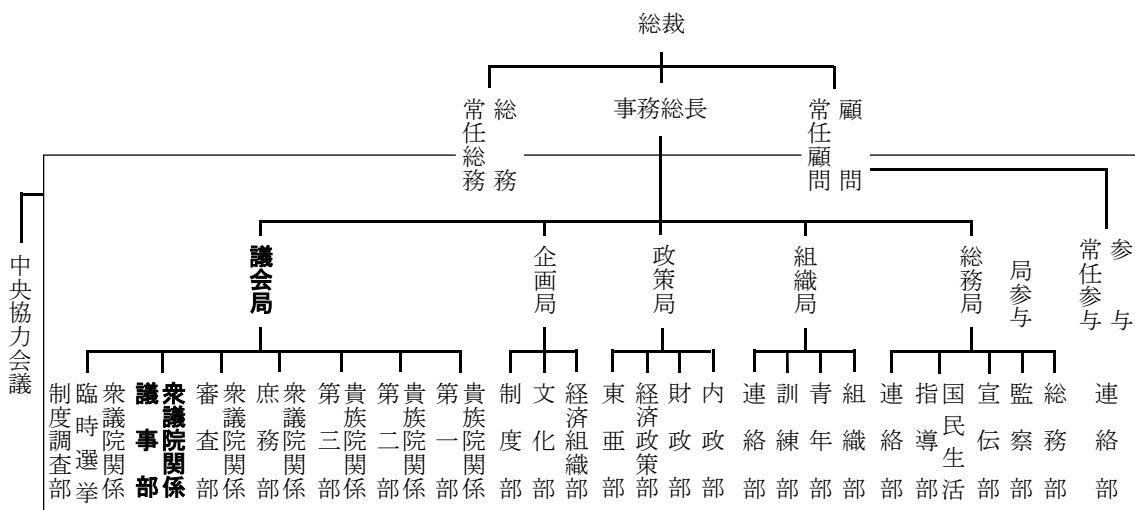 総裁
顧問
常任顧問
事務総長
総務
常任総務
参与
常任参与
局参与
総務局
組織局
政策局
企画局
議会局
中央協力会議
連絡部
総務部
監察部
宣伝部
国民生活
指導部
連絡部
組織部
青年部
訓練部
連絡部
内政部
財政部
経済政策部
東亜部
経済組織部
文化部
制度部
貴族院関係
第一部
貴族院関係
第二部
貴族院関係
第三部
衆議院関係
庶務部
衆議院関係
審査部
衆議院関係
議事部
衆議院関係
臨時選挙
制度調査部